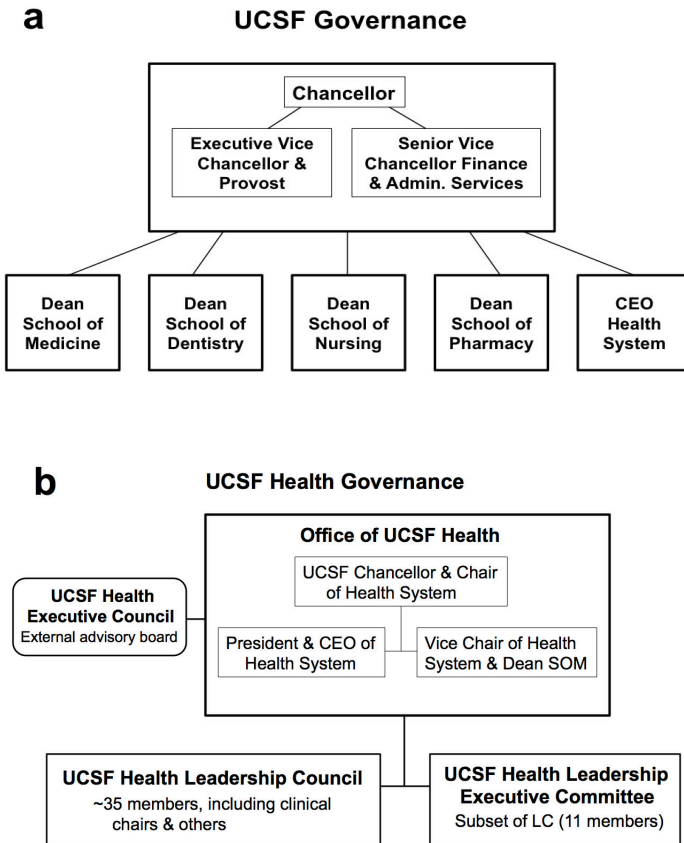 a
UCSF Governance
Chancellor
Executive Vice
Chancellor &
Provost
Senior Vice
Chancellor Finance
& Admin. Services
Dean
School of
Medicine
Dean
School of
Dentistry
Dean
School of
Nursing
Dean
School of
Pharmacy
CEO
Health
System
b
UCSF Health Governance
Office of UCSF Health
UCSF Chancellor & Chair
of Health System
UCSF Health
Executive Council
External advisory board
President & CEO of
Health System
Vice Chair of Health
System & Dean SOM
UCSF Health Leadership Council
~35 members, including clinical
chairs & others
UCSF Health Leadership
Executive Committee
Subset of LC (11 members)